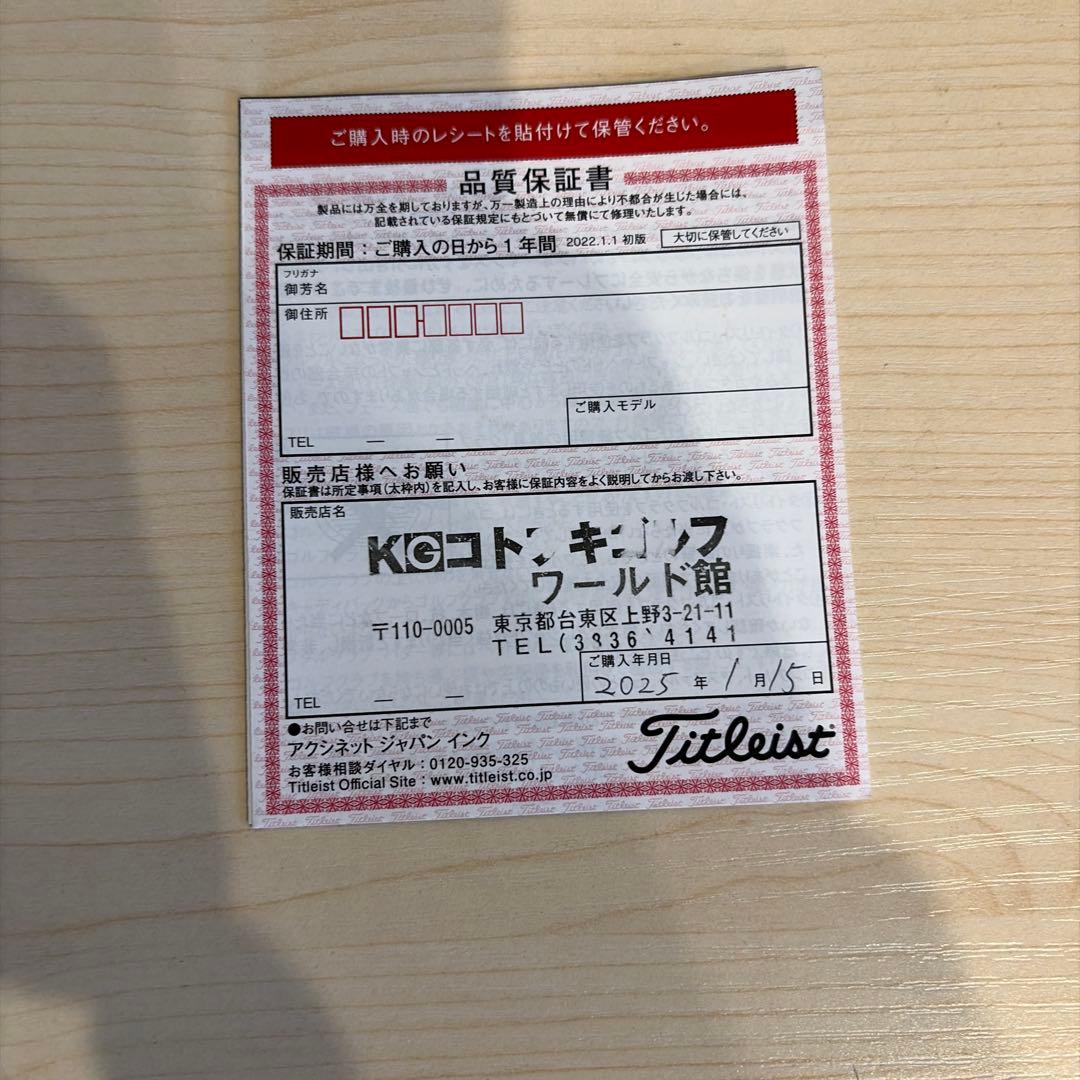 ご購入時のレシートを貼付けて保管ください。
品質保証書
製品には万全を期しておりますが、万一製造上の理由により不都合が生じた場合には、
記載されている保証規定にもとづいて無償にて修理いたします。
保証期間：ご購入の日から1年間 2022.1.1 初版 大切に保管してください
フリガナ
御芳名
御住所
ご購入モデル
TEL — —
販売店様へお願い
保証書は所定事項(太枠内)を記入し、お客様に保証内容をよく説明してからお渡し下さい。
販売店名
KGコト キ フ
ワールド館
〒110-0005 東京都台東区上野3-21-11
TEL(3836)4141
ご購入年月日
2025 年 1 月 15 日
TEL — —
●お問い合せは下記まで
アクシネット ジャパン インク
お客様相談ダイヤル：0120-935-325
Titleist Official Site：www.titleist.co.jp
Titleist